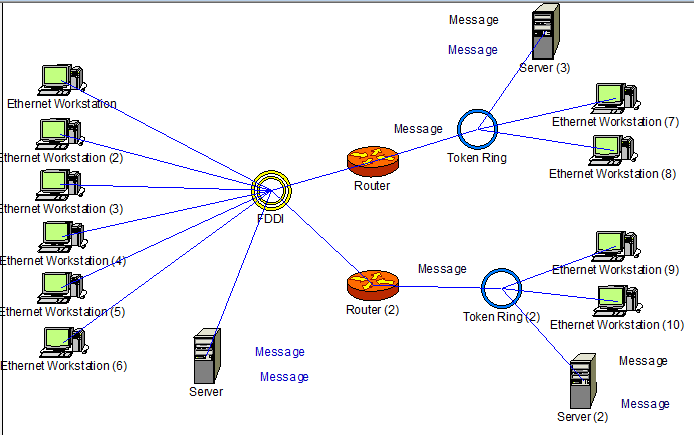 Message
Message
Server (3)
Ethernet Workstation
Ethernet Workstation (7)
Message
Ethernet Workstation (2)
Token Ring
Ethernet Workstation (8)
Router
Ethernet Workstation (3)
FDDI
Ethernet Workstation (4)
Message
Ethernet Workstation (9)
Ethernet Workstation (5)
Router (2)
Token Ring (2)
Ethernet Workstation (10)
Message
Ethernet Workstation (6)
Message
Message
Server
Message
Server (2)